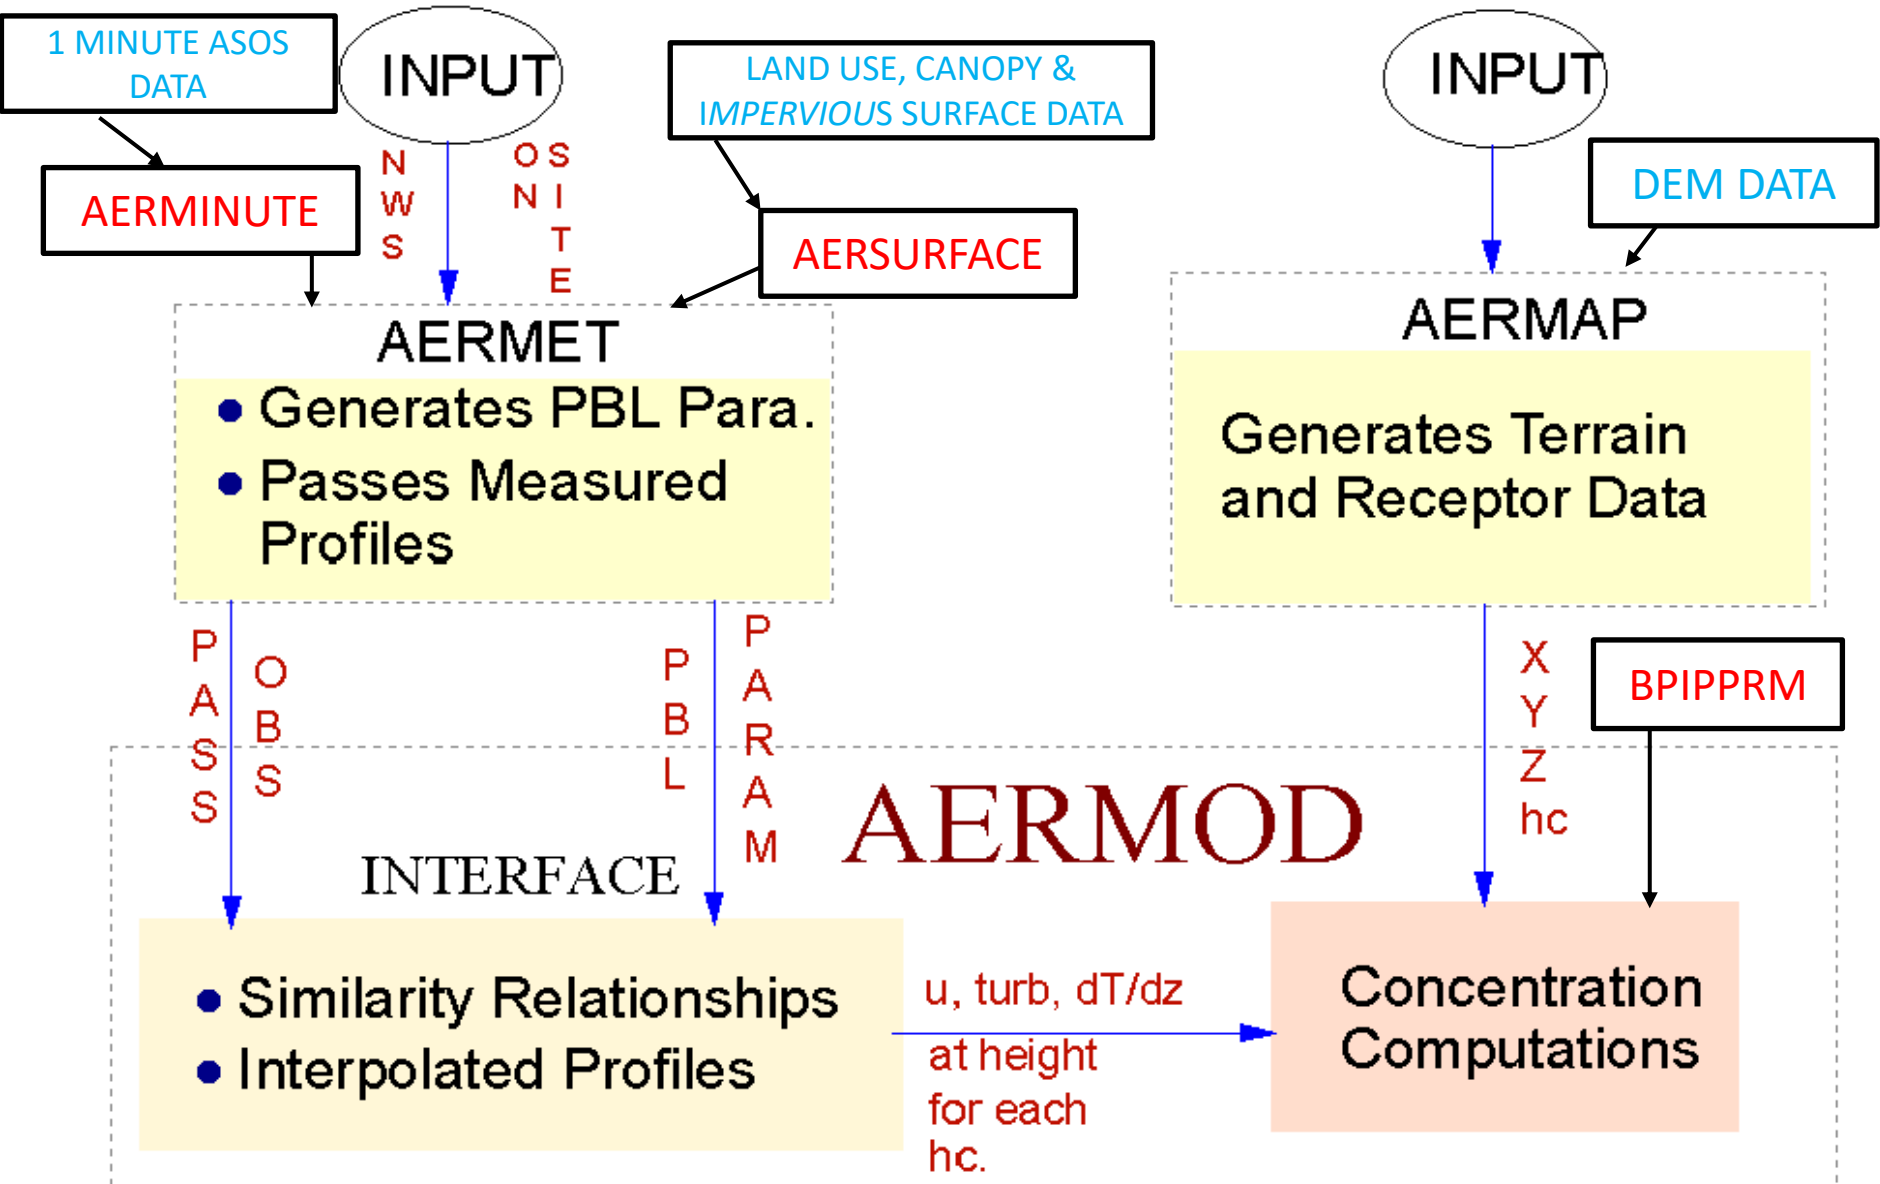 1 MINUTE ASOS
DATA
INPUT
LAND USE, CANOPY &
IMPERVIOUS SURFACE DATA
INPUT
NWS
ON
SITE
DEM DATA
AERMINUTE
AERSURFACE
AERMET
• Generates PBL Para.
• Passes Measured
Profiles
AERMAP
Generates Terrain
and Receptor Data
PASS
OBS
PBL
PARAM
X
Y
Z
hc
BPIPPRM
AERMOD
INTERFACE
• Similarity Relationships
• Interpolated Profiles
u, turb, dT/dz
at height
for each
hc.
Concentration
Computations